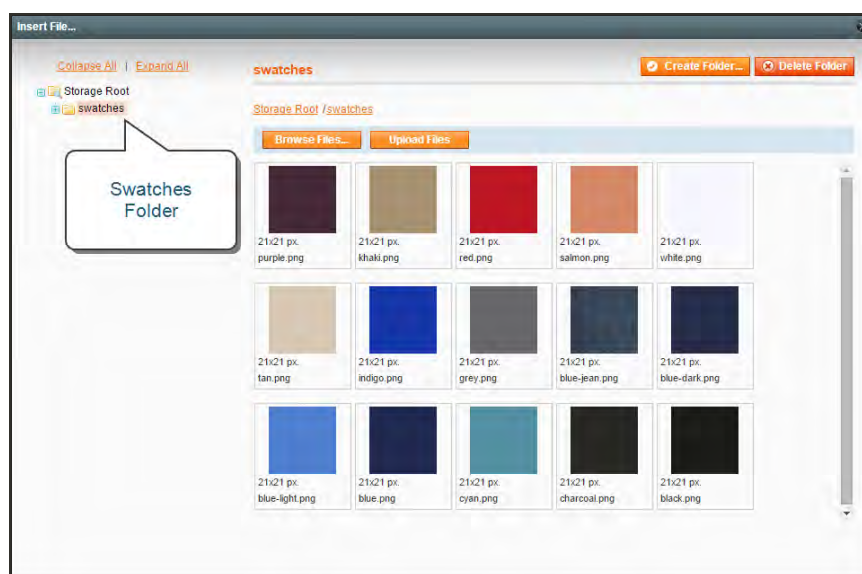 Insert File...
Collapse All | Expand All
swatches
Create Folder...
Delete Folder
Storage Root
swatches
Storage Root / swatches
Browse Files...
Upload Files
Swatches
Folder
21x21 px. 21x21 px. 21x21 px. 21x21 px. 21x21 px.
purple.png khaki.png red.png salmon.png white.png
21x21 px. 21x21 px. 21x21 px. 21x21 px. 21x21 px.
tan.png indigo.png grey.png blue-jean.png blue-dark.png
21x21 px. 21x21 px. 21x21 px. 21x21 px. 21x21 px.
blue-light.png blue.png cyan.png charcoal.png black.png